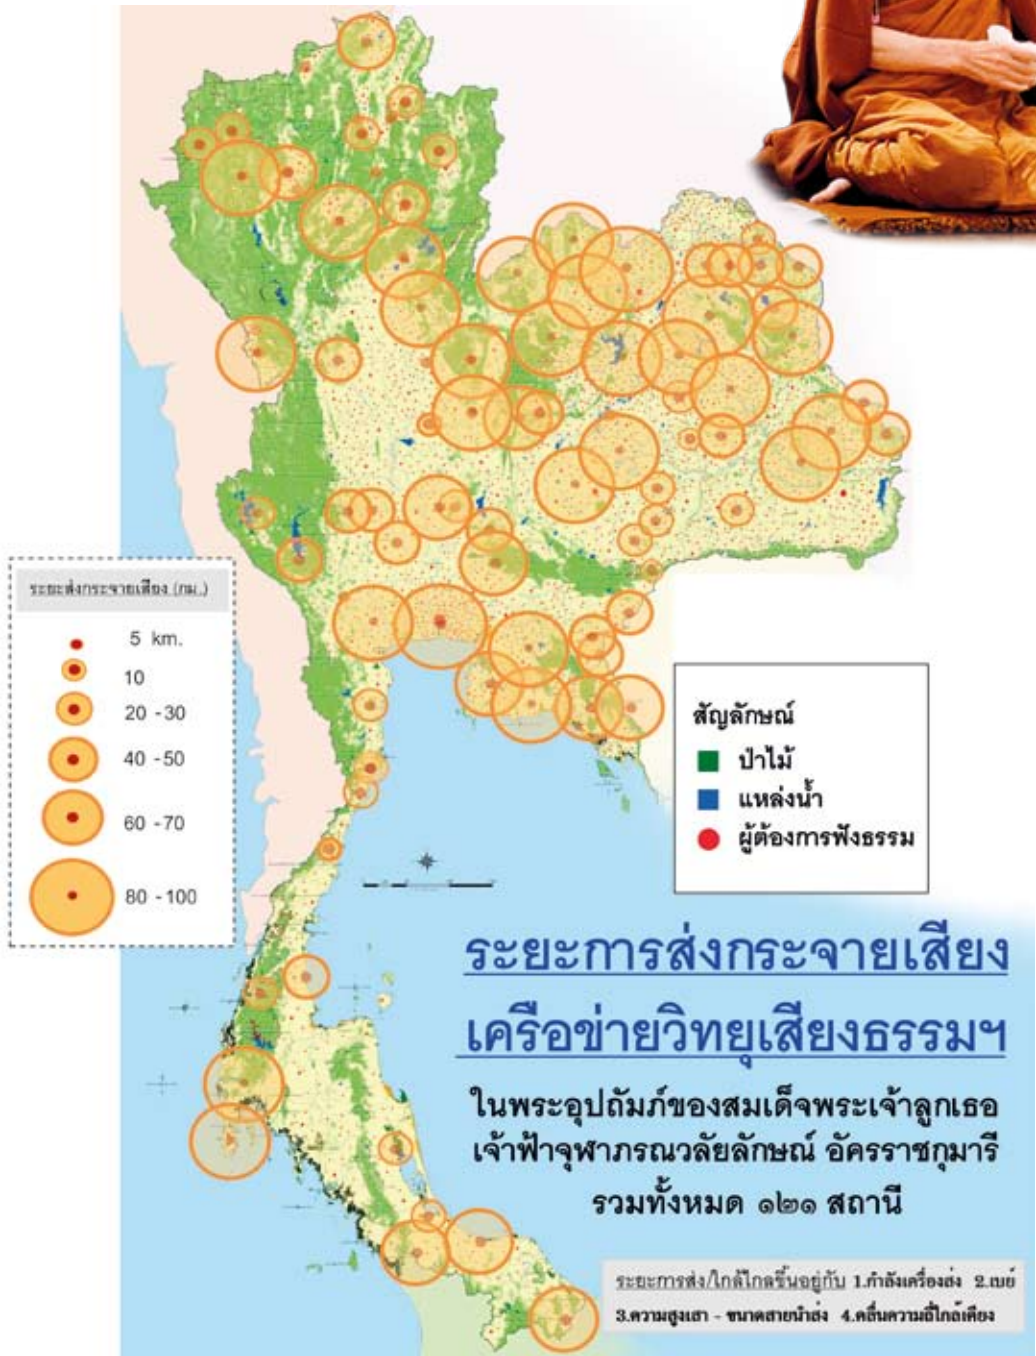 ระยะส่งกระจายเสียง (กม.)
5 km.
10
20 -30
40 -50
60 -70
80 -100
สัญลักษณ์
ป่าไม้
แหล่งน้ำ
ผู้ต้องการฟังธรรม
ระยะการส่งกระจายเสียง
เครือข่ายวิทยุเสียงธรรมฯ
ในพระอุปถัมภ์ของสมเด็จพระเจ้าลูกเธอ
เจ้าฟ้าจุฬาภรณวลัยลักษณ์ อัครราชกุมารี
รวมทั้งหมด ๑๒๑ สถานี
ระยะการส่ง/ใกล้ไกลขึ้นอยู่กับ 1.กำลังเครื่องส่ง 2.เบย์
3.ความสูงเสา - ขนาดสายนำส่ง 4.คลื่นความถี่ใกล้เคียง